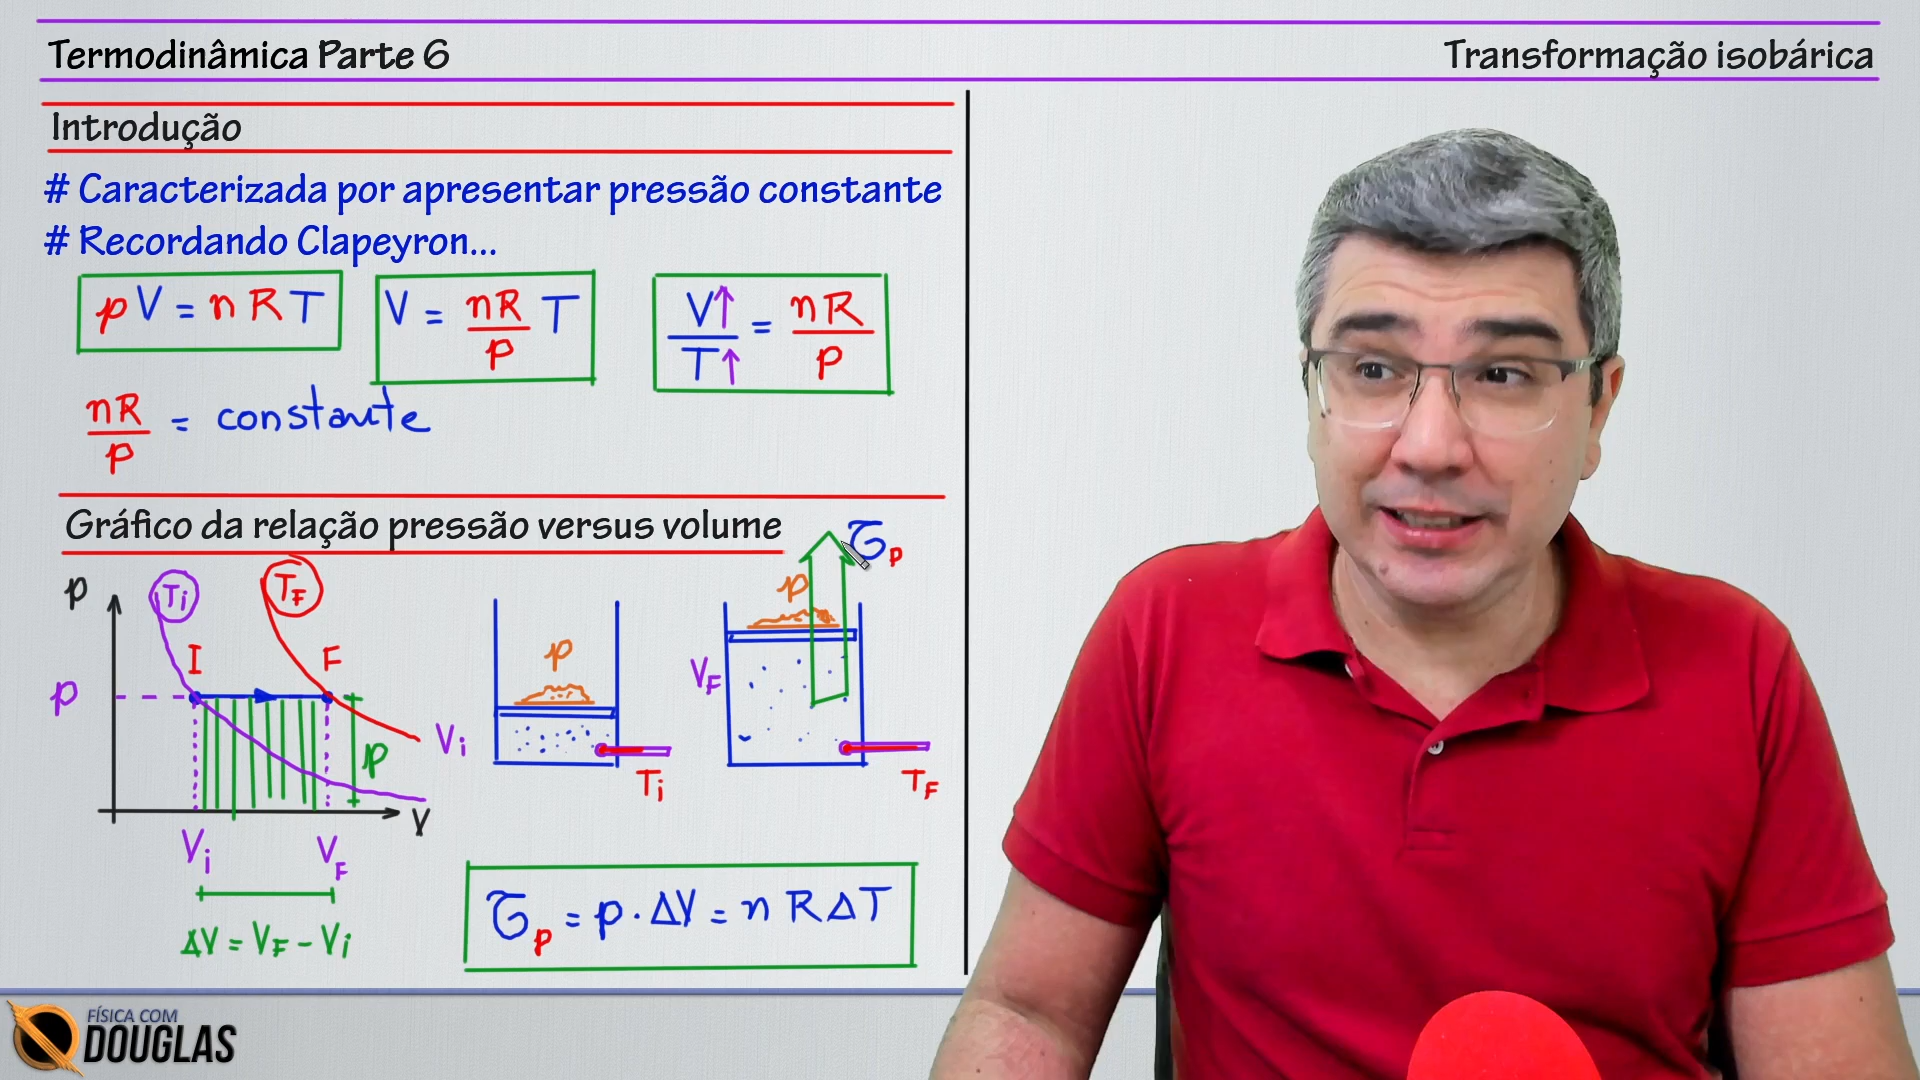 Termodinâmica Parte 6
Transformação isobárica
Introdução
# Caracterizada por apresentar pressão constante
# Recordando Clapeyron...
pV = nRT
V = nR/p T
V↑/T↑ = nR/p
nR/p = constante
Gráfico da relação pressão versus volume
p
Ti
TF
I
F
p
p
Vi
V
Vi
VF
ΔV = VF - Vi
p
Ti
p
𝒢p
VF
TF
𝒢p = p · ΔV = nRΔT
FÍSICA COM
DOUGLAS